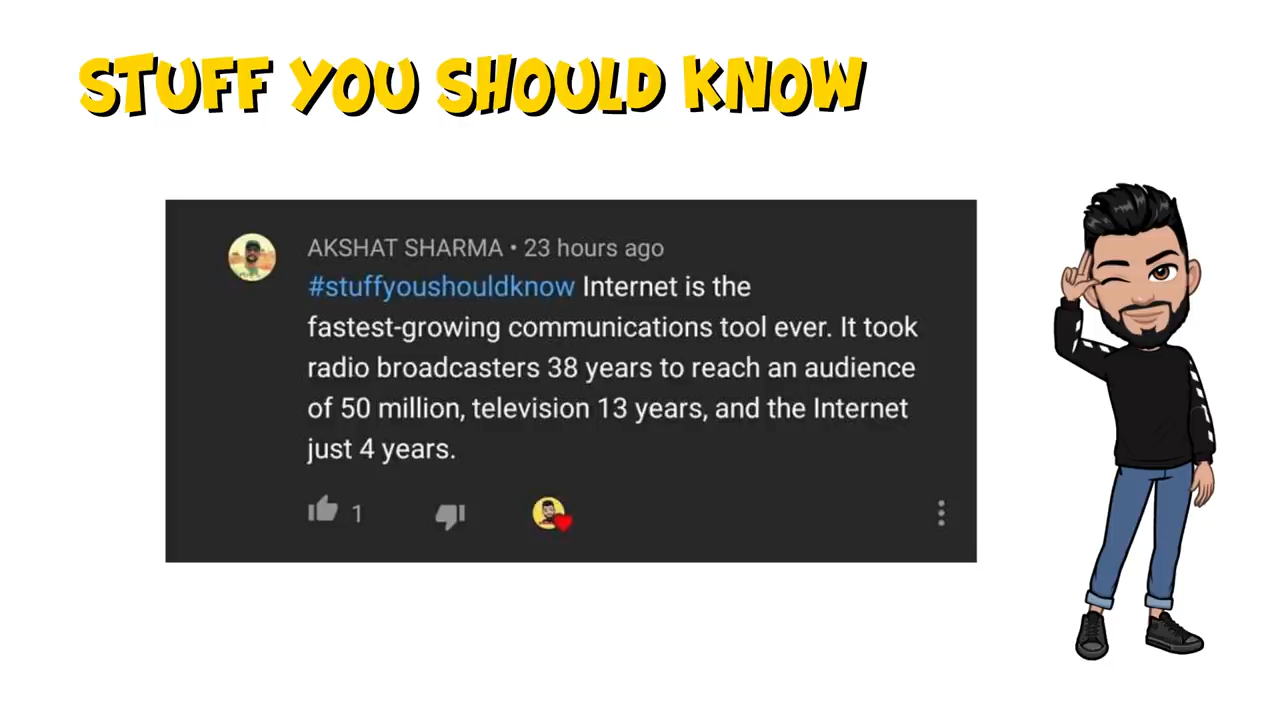 STUFF YOU SHOULD KNOW
AKSHAT SHARMA • 23 hours ago
#stuffyoushouldknow Internet is the
fastest-growing communications tool ever. It took
radio broadcasters 38 years to reach an audience
of 50 million, television 13 years, and the Internet
just 4 years.
1